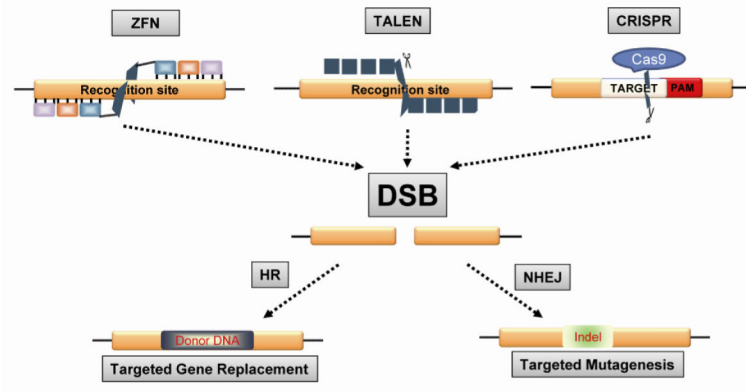 ZFN
TALEN
CRISPR
Cas9
Recognition site
Recognition site
TARGET
PAM
DSB
HR
NHEJ
Donor DNA
Indel
Targeted Gene Replacement
Targeted Mutagenesis